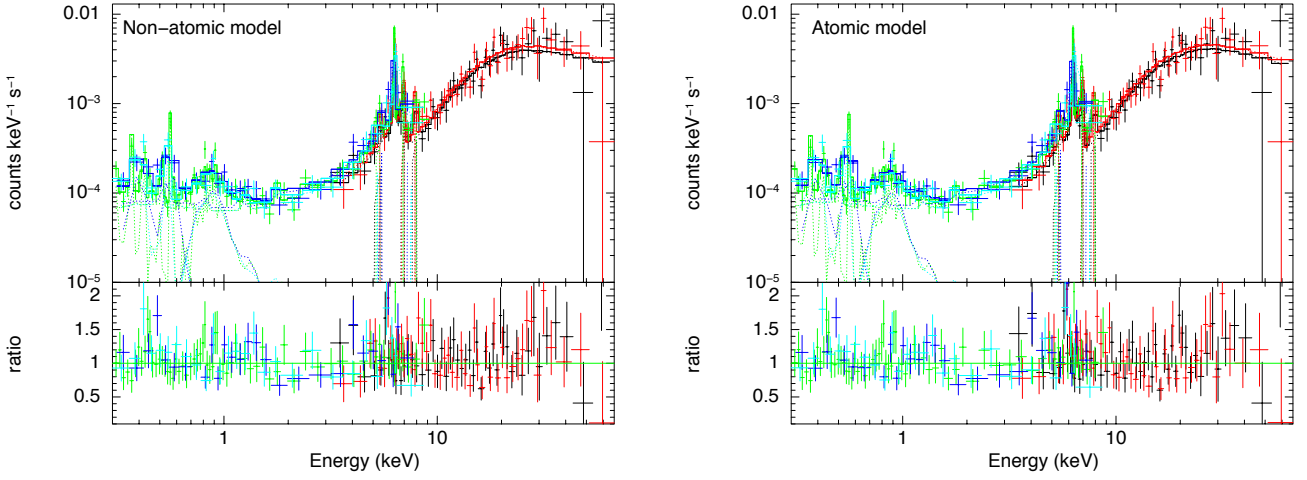 Non−atomic model
counts keV⁻¹ s⁻¹
0.01
10⁻³
10⁻⁴
10⁻⁵
ratio
2
1.5
1
0.5
1
10
Energy (keV)
Atomic model
counts keV⁻¹ s⁻¹
0.01
10⁻³
10⁻⁴
10⁻⁵
ratio
2
1.5
1
0.5
1
10
Energy (keV)